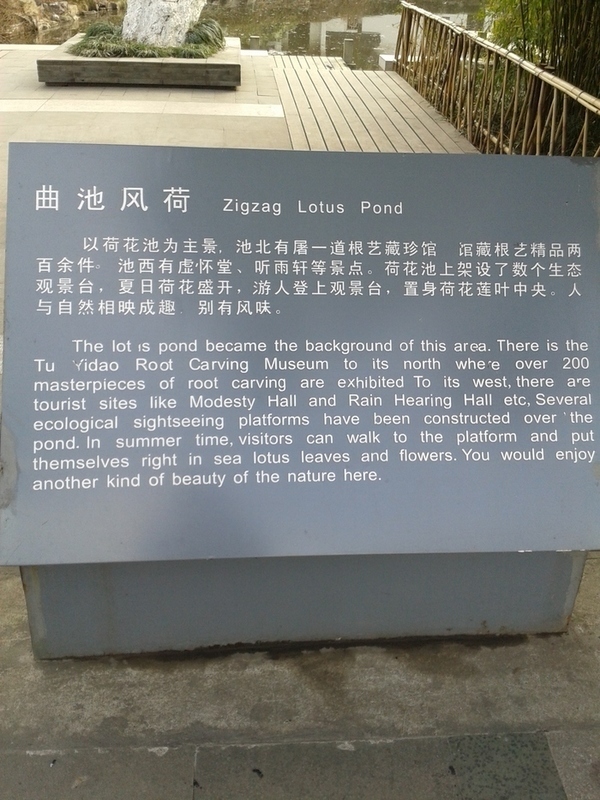 曲池风荷 Zigzag Lotus Pond
以荷花池为主景，池北有屠一道根艺藏珍馆 馆藏根艺精品两
百余件。池西有虚怀堂、听雨轩等景点。荷花池上架设了数个生态
观景台，夏日荷花盛开，游人登上观景台，置身荷花莲叶中央。人
与自然相映成趣 别有风味。
The lot is pond became the background of this area. There is the
Tu Yidao Root Carving Museum to its north where over 200
masterpieces of root carving are exhibited To its west, there are
tourist sites like Modesty Hall and Rain Hearing Hall etc, Several
ecological sightseeing platforms have been constructed over the
pond. In summer time, visitors can walk to the platform and put
themselves right in sea lotus leaves and flowers. You would enjoy
another kind of beauty of the nature here.